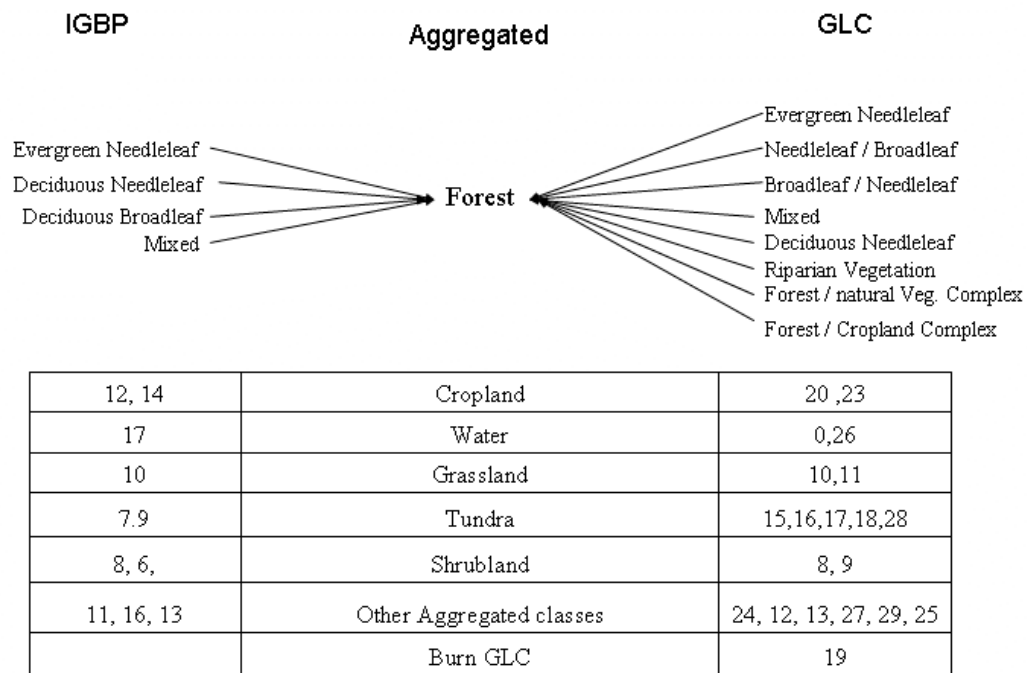 IGBP
Aggregated
GLC
Evergreen Needleleaf
Deciduous Needleleaf
Deciduous Broadleaf
Mixed
Forest
Evergreen Needleleaf
Needleleaf / Broadleaf
Broadleaf / Needleleaf
Mixed
Deciduous Needleleaf
Riparian Vegetation
Forest / natural Veg. Complex
Forest / Cropland Complex
12, 14 Cropland 20 ,23
17 Water 0,26
10 Grassland 10,11
7.9 Tundra 15,16,17,18,28
8, 6, Shrubland 8, 9
11, 16, 13 Other Aggregated classes 24, 12, 13, 27, 29, 25
Burn GLC 19